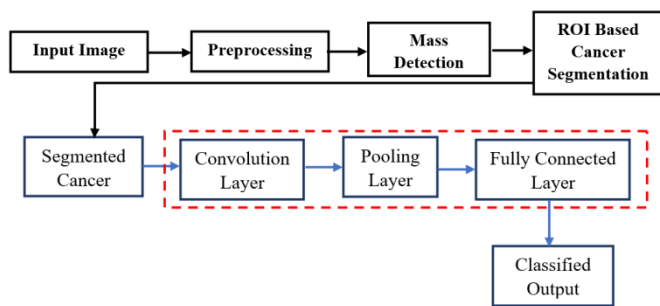 Input Image
Preprocessing
Mass
Detection
ROI Based
Cancer
Segmentation
Segmented
Cancer
Convolution
Layer
Pooling
Layer
Fully Connected
Layer
Classified
Output